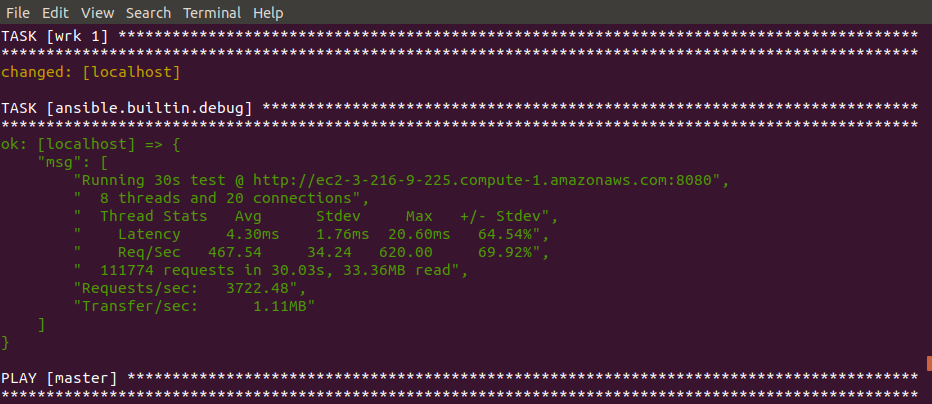 File Edit View Search Terminal Help
TASK [wrk 1] *****************************************************************************************
******************************************************************************************************
changed: [localhost]
TASK [ansible.builtin.debug] *************************************************************************
******************************************************************************************************
ok: [localhost] => {
    "msg": [
        "Running 30s test @ http://ec2-3-216-9-225.compute-1.amazonaws.com:8080",
        "  8 threads and 20 connections",
        "  Thread Stats   Avg      Stdev     Max   +/- Stdev",
        "    Latency     4.30ms    1.76ms  20.60ms   64.54%",
        "    Req/Sec   467.54     34.24   620.00     69.92%",
        "  111774 requests in 30.03s, 33.36MB read",
        "Requests/sec:   3722.48",
        "Transfer/sec:      1.11MB"
    ]
}
PLAY [master] ****************************************************************************************
******************************************************************************************************